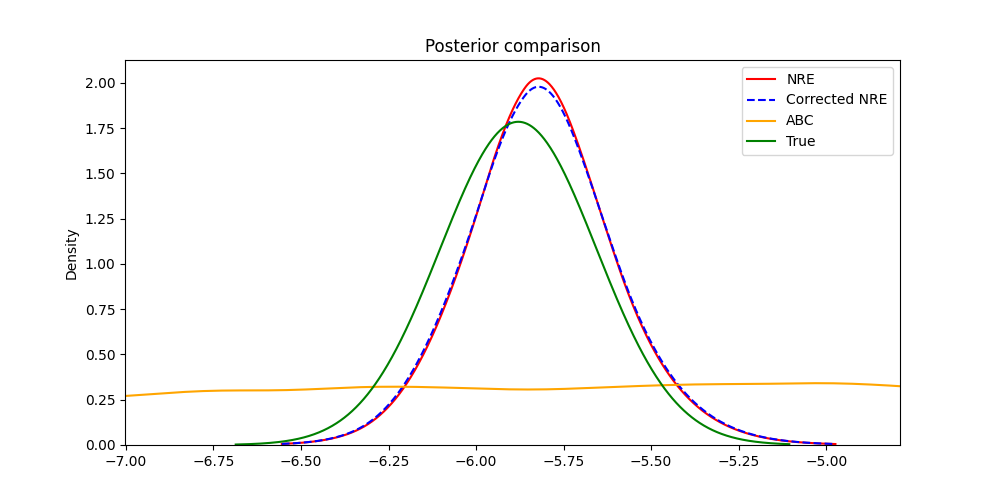 Posterior comparison
NRE
Corrected NRE
ABC
True
Density
2.00
1.75
1.50
1.25
1.00
0.75
0.50
0.25
0.00
−7.00 −6.75 −6.50 −6.25 −6.00 −5.75 −5.50 −5.25 −5.00